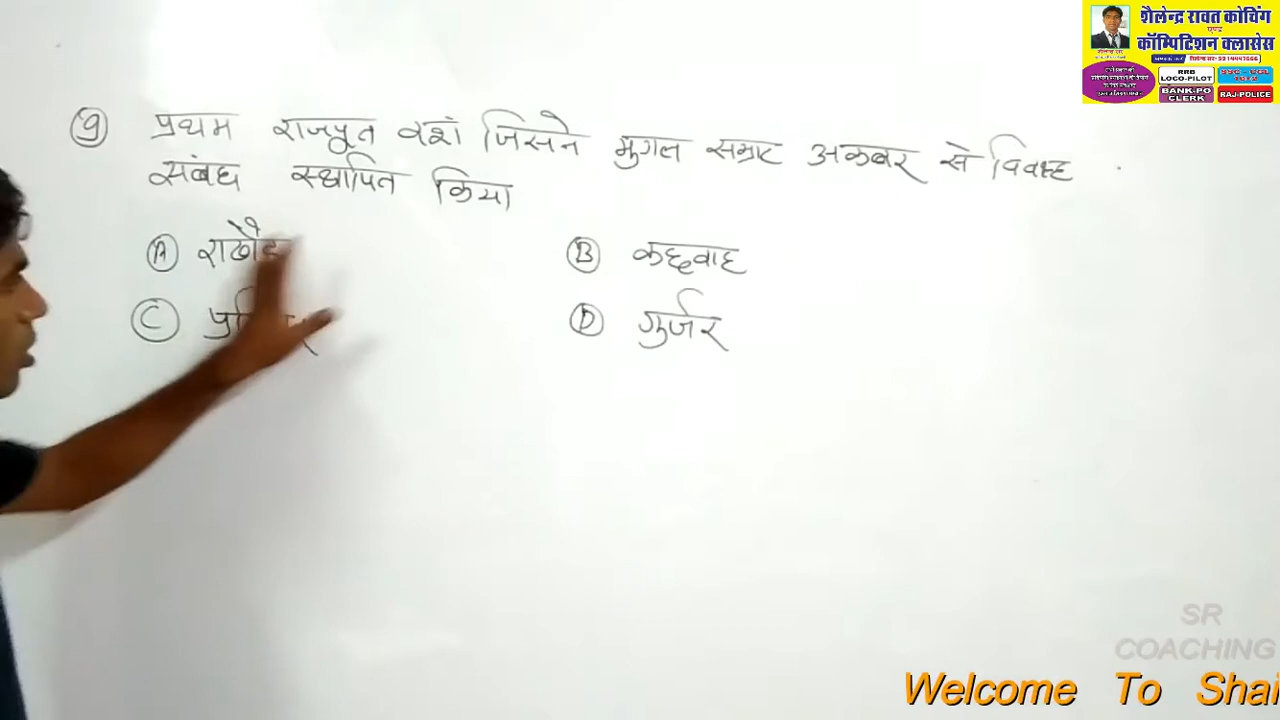 शैलेन्द्र रावत कोचिंग
एण्ड
कॉम्पिटिशन क्लासेस
RRB
LOCO-PILOT
BANK-PO
CLERK
RAJ-POLICE
9 प्रथम राजपूत वंश जिसने मुगल सम्राट अकबर से विवाह
संबंध स्थापित किया
A B कछवाह
C D गुर्जर
SR
COACHING
Welcome To Shai